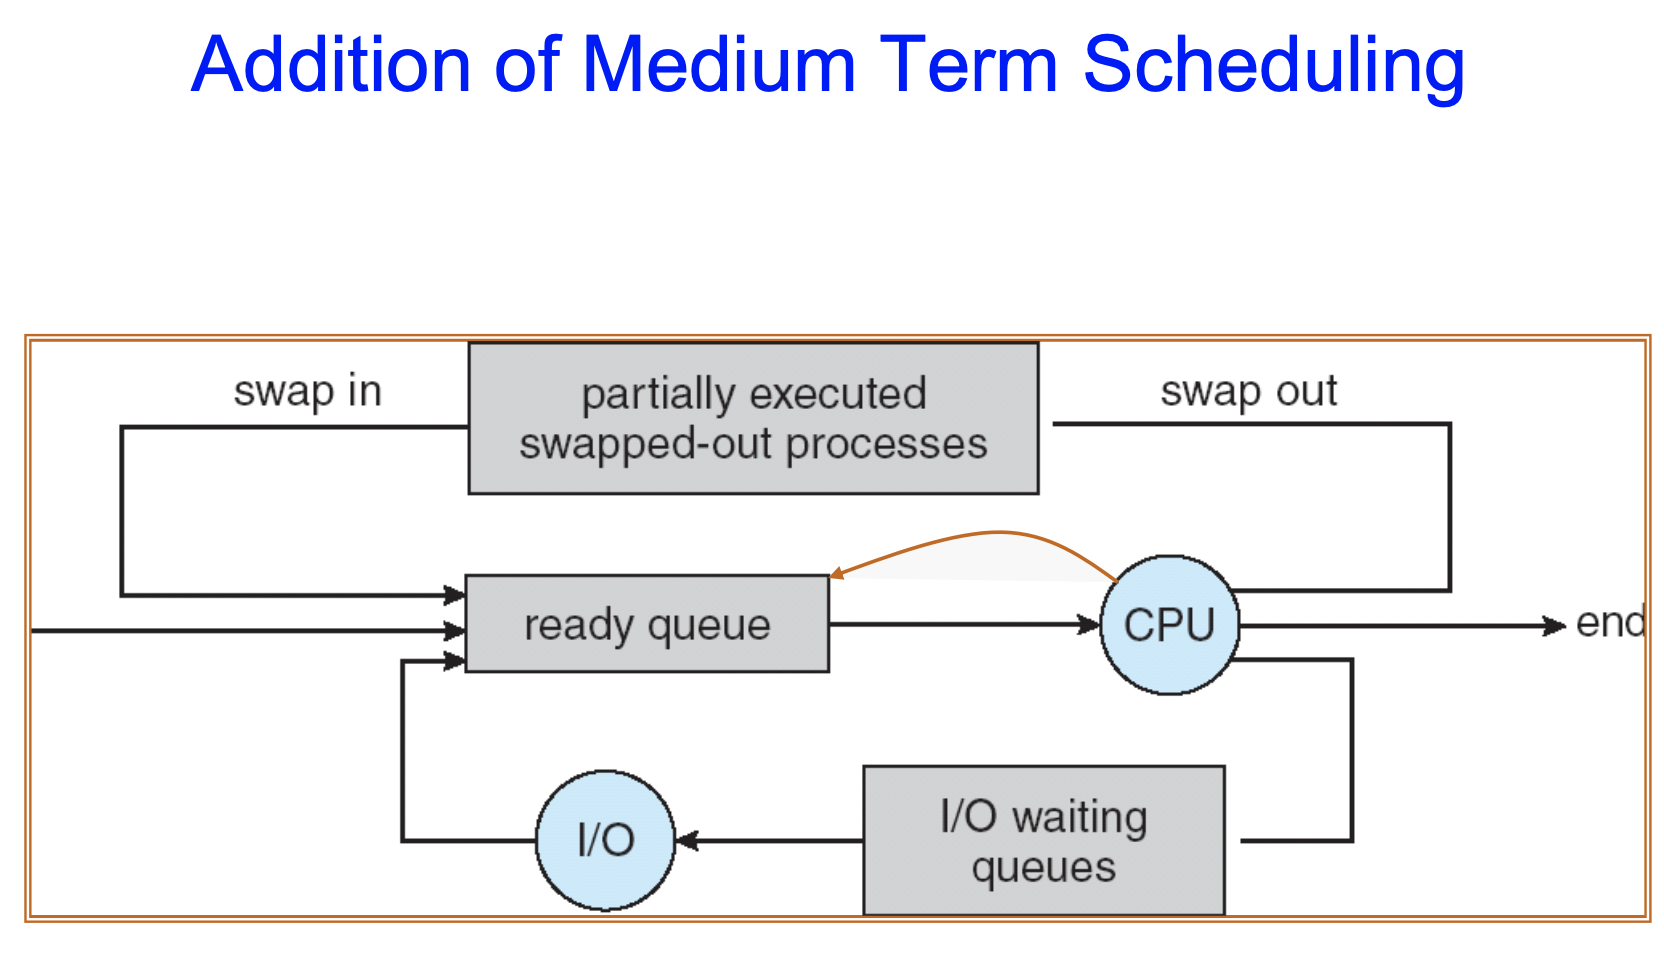 Addition of Medium Term Scheduling
swap in
partially executed
swapped-out processes
swap out
ready queue
CPU
end
I/O
I/O waiting
queues